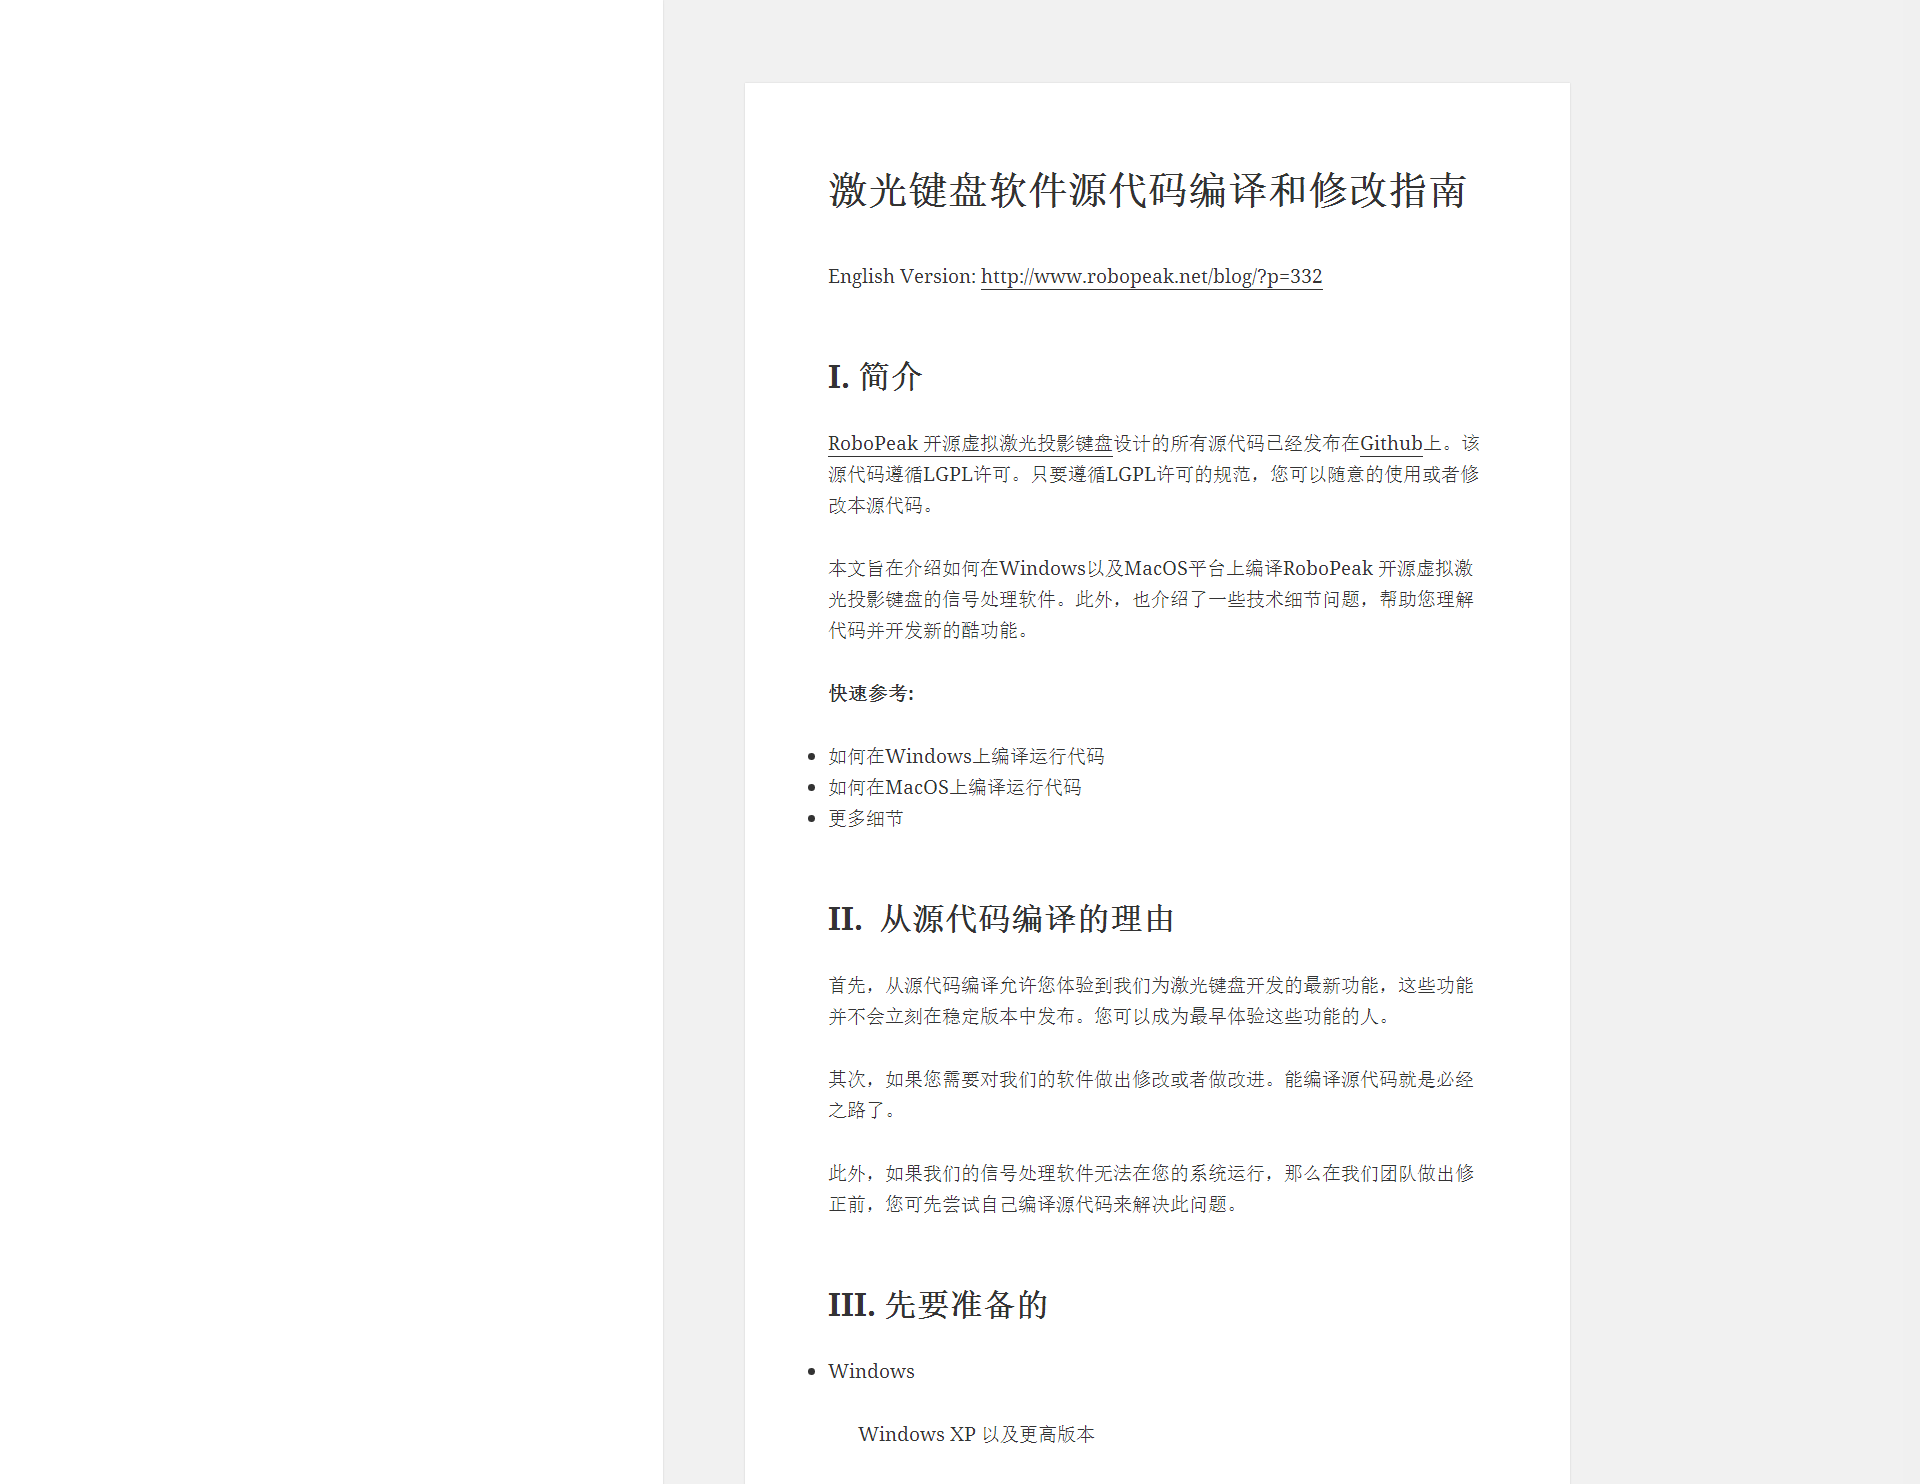 激光键盘软件源代码编译和修改指南
English Version: http://www.robopeak.net/blog/?p=332
I. 简介
RoboPeak 开源虚拟激光投影键盘设计的所有源代码已经发布在Github上。该
源代码遵循LGPL许可。只要遵循LGPL许可的规范，您可以随意的使用或者修
改本源代码。
本文旨在介绍如何在Windows以及MacOS平台上编译RoboPeak 开源虚拟激
光投影键盘的信号处理软件。此外，也介绍了一些技术细节问题，帮助您理解
代码并开发新的酷功能。
快速参考:
如何在Windows上编译运行代码
如何在MacOS上编译运行代码
更多细节
II. 从源代码编译的理由
首先，从源代码编译允许您体验到我们为激光键盘开发的最新功能，这些功能
并不会立刻在稳定版本中发布。您可以成为最早体验这些功能的人。
其次，如果您需要对我们的软件做出修改或者做改进。能编译源代码就是必经
之路了。
此外，如果我们的信号处理软件无法在您的系统运行，那么在我们团队做出修
正前，您可先尝试自己编译源代码来解决此问题。
III. 先要准备的
Windows
Windows XP 以及更高版本